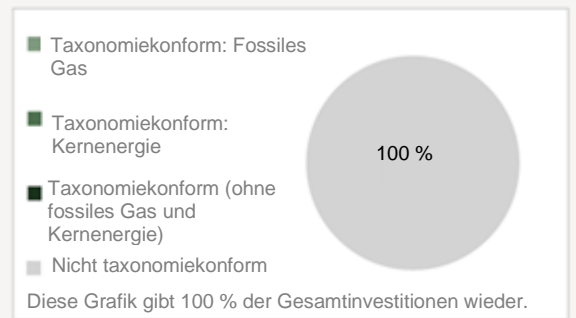 Taxonomiekonform: Fossiles
Gas
Taxonomiekonform:
Kernenergie
Taxonomiekonform (ohne
fossiles Gas und
Kernenergie)
Nicht taxonomiekonform
100 %
Diese Grafik gibt 100 % der Gesamtinvestitionen wieder.